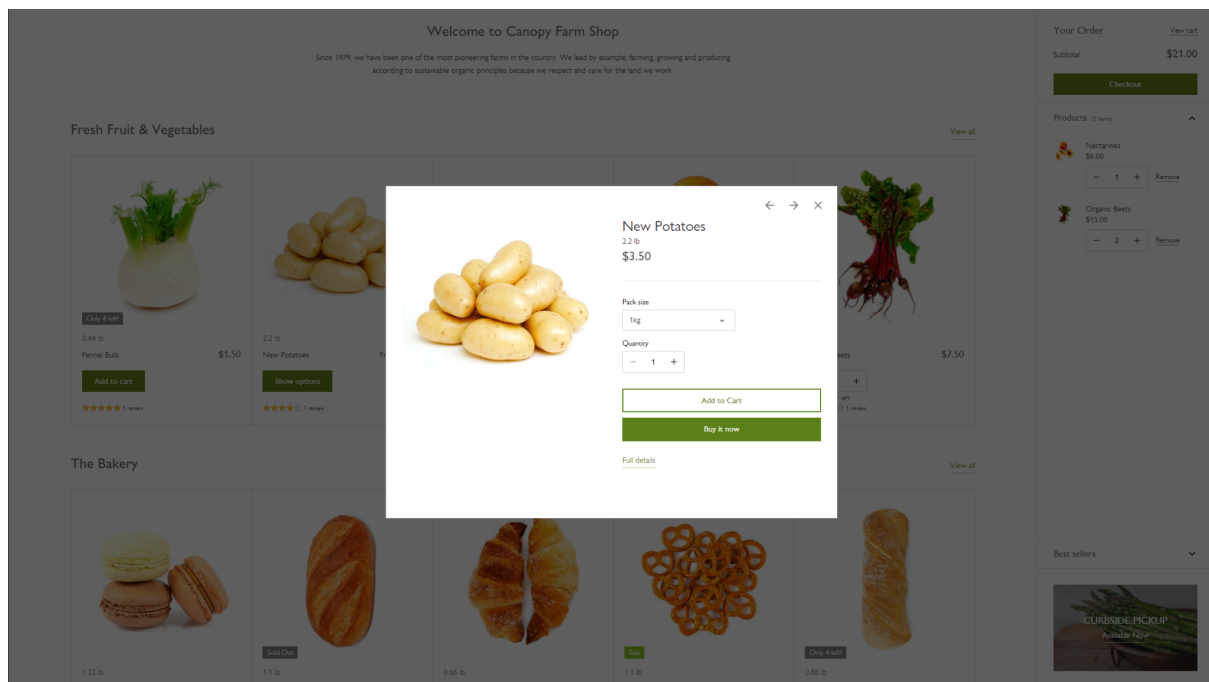 Welcome to Canopy Farm Shop
Since 1979, we have been one of the most pioneering farms in the country. We lead by example; farming, growing and producing
according to sustainable organic principles because we respect and care for the land we work.
Fresh Fruit & Vegetables
View all
Only 4 left!
0.44 lb
Fennel Bulb
$1.50
Add to cart
1 review
2.2 lb
New Potatoes
Show options
1 review
$7.50
+
1 review
New Potatoes
2.2 lb
$3.50
Pack size
1kg
Quantity
− 1 +
Add to Cart
Buy it now
Full details
The Bakery
View all
1.32 lb
Sold Out
1.1 lb
0.66 lb
Sale
1.1 lb
Only 4 left!
0.88 lb
Your Order
View cart
Subtotal:
$21.00
Checkout
Products (3 items)
Nectarines
$6.00
− 1 +
Remove
Organic Beets
$15.00
− 2 +
Remove
Best sellers
CURBSIDE PICKUP
Available Now